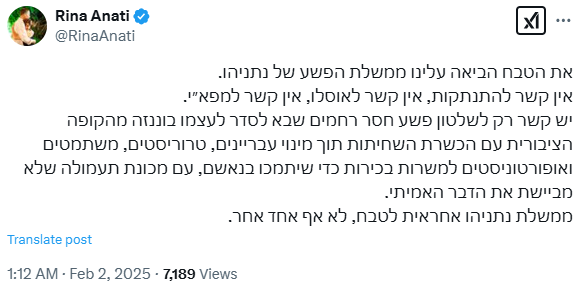 Rina Anati
@RinaAnati
את הטבח הביאה עלינו ממשלת הפשע של נתניהו.
אין קשר להתנתקות, אין קשר לאוסלו, אין קשר למפא״י.
יש קשר רק לשלטון פשע חסר רחמים שבא לסדר לעצמו בוננזה מהקופה
הציבורית עם הכשרת השחיתות תוך מינוי עבריינים, טרוריסטים, משתמטים
ואופורטוניסטים למשרות בכירות כדי שיתמכו בנאשם, עם מכונת תעמולה שלא
מביישת את הדבר האמיתי.
ממשלת נתניהו אחראית לטבח, לא אף אחד אחר.
Translate post
1:12 AM · Feb 2, 2025 · 7,189 Views